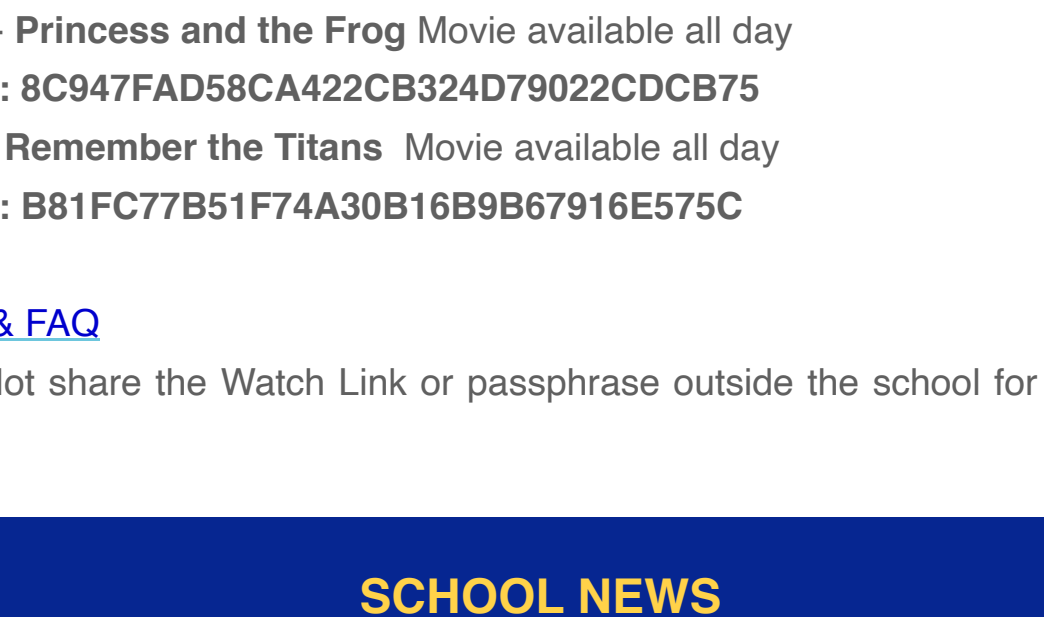 - Princess and the Frog Movie available all day
: 8C947FAD58CA422CB324D79022CDCB75
Remember the Titans Movie available all day
: B81FC77B51F74A30B16B9B67916E575C
& FAQ
lot share the Watch Link or passphrase outside the school for
SCHOOL NEWS